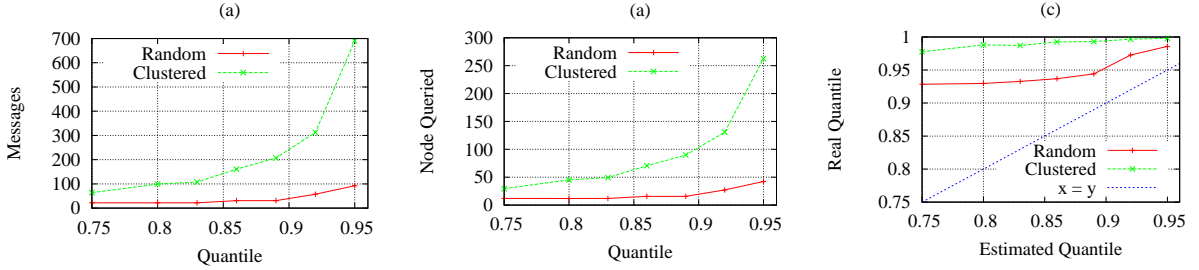 (a)
Messages
700
600
500
400
300
200
100
0
Random
Clustered
0.75
0.8
0.85
0.9
0.95
Quantile
(a)
Node Queried
300
250
200
150
100
50
0
Random
Clustered
0.75
0.8
0.85
0.9
0.95
Quantile
(c)
Real Quantile
1
0.95
0.9
0.85
0.8
0.75
Random
Clustered
x = y
0.75
0.8
0.85
0.9
0.95
Estimated Quantile